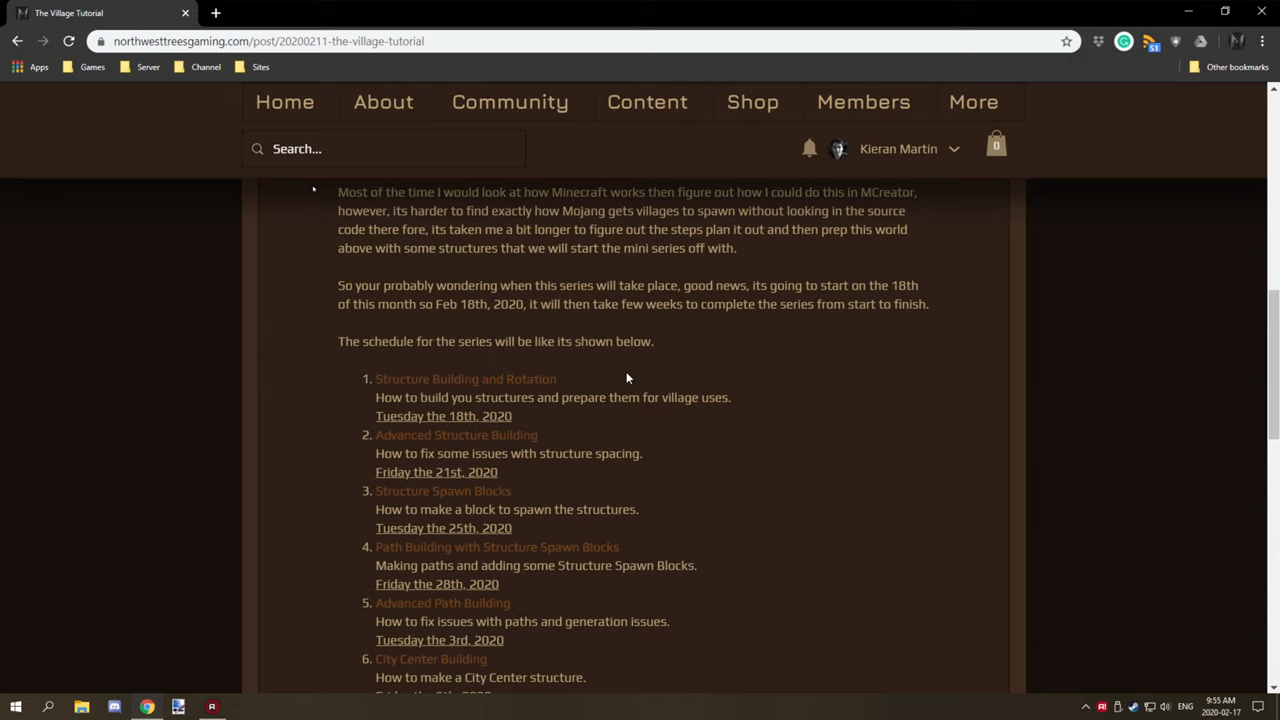 The Village Tutorial
northwesttreesgaming.com/post/20200211-the-village-tutorial
51
Apps Games Server Channel Sites Other bookmarks
Home About Community Content Shop Members More
Search... Kieran Martin 0
Most of the time I would look at how Minecraft works then figure out how I could do this in MCreator,
however, its harder to find exactly how Mojang gets villages to spawn without looking in the source
code there fore, its taken me a bit longer to figure out the steps plan it out and then prep this world
above with some structures that we will start the mini series off with.
So your probably wondering when this series will take place, good news, its going to start on the 18th
of this month so Feb 18th, 2020, it will then take few weeks to complete the series from start to finish.
The schedule for the series will be like its shown below.
1. Structure Building and Rotation
How to build you structures and prepare them for village uses.
Tuesday the 18th, 2020
2. Advanced Structure Building
How to fix some issues with structure spacing.
Friday the 21st, 2020
3. Structure Spawn Blocks
How to make a block to spawn the structures.
Tuesday the 25th, 2020
4. Path Building with Structure Spawn Blocks
Making paths and adding some Structure Spawn Blocks.
Friday the 28th, 2020
5. Advanced Path Building
How to fix issues with paths and generation issues.
Tuesday the 3rd, 2020
6. City Center Building
How to make a City Center structure.
Friday the 6th, 2020
ENG
9:55 AM
2020-02-17